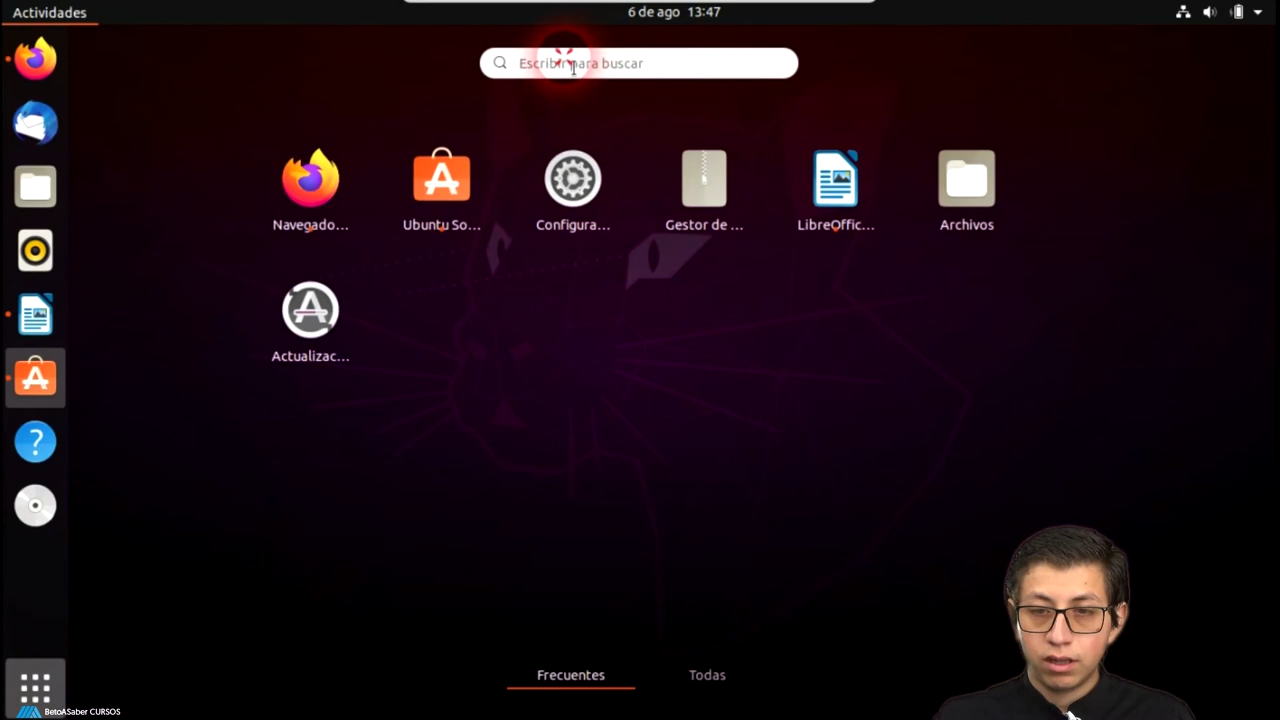 Actividades
6 de ago 13:47
Escribir para buscar
Navegado...
Ubuntu So...
Configura...
Gestor de ...
LibreOffic...
Archivos
Actualizac...
Frecuentes
Todas
BetoASaber CURSOS